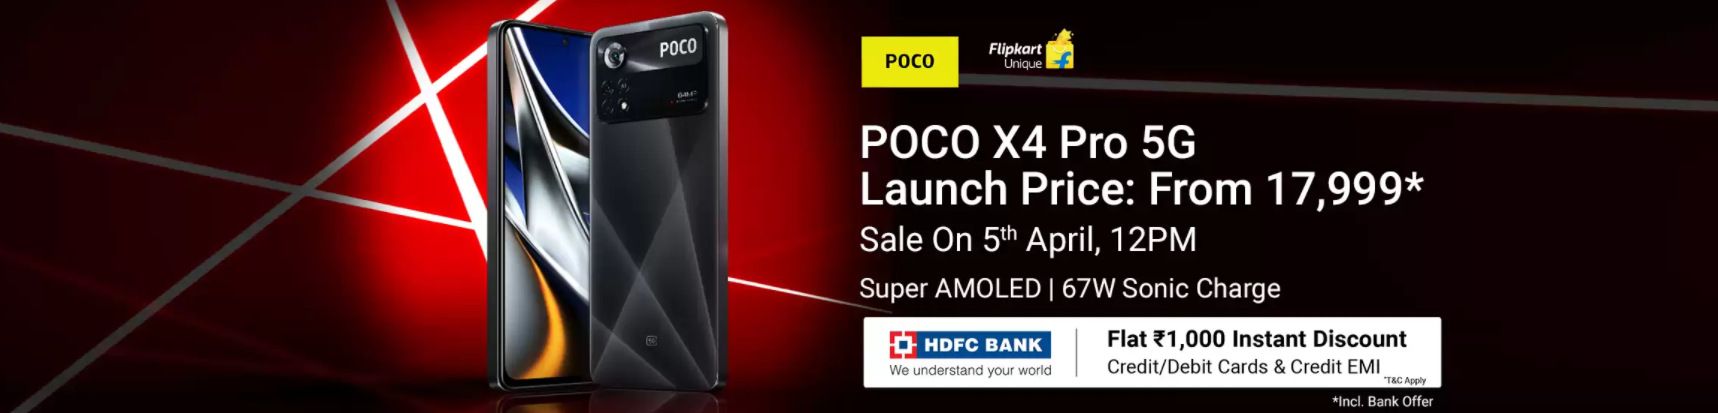 POCO
64MP
POCO
Flipkart
Unique
POCO X4 Pro 5G
Launch Price: From 17,999*
Sale On 5th April, 12PM
Super AMOLED | 67W Sonic Charge
HDFC BANK
We understand your world
Flat ₹1,000 Instant Discount
Credit/Debit Cards & Credit EMI
*T&C Apply
*Incl. Bank Offer